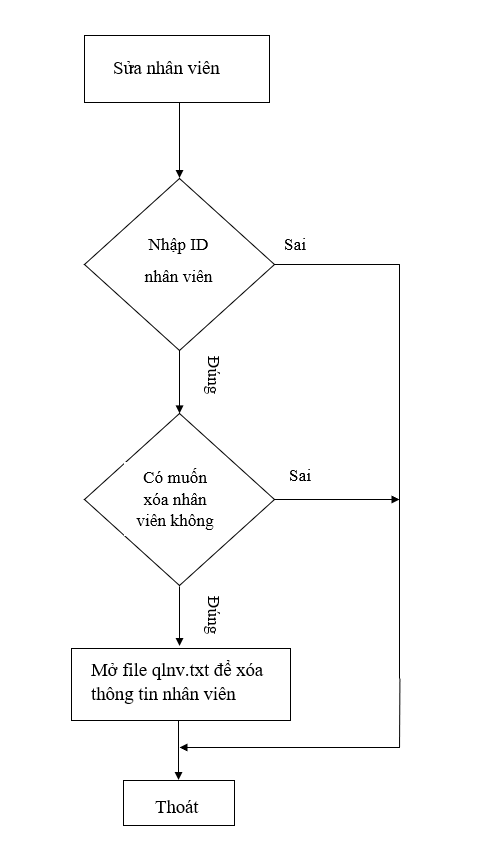 Sửa nhân viên
Nhập ID
nhân viên
Sai
Đúng
Có muốn
xóa nhân
viên không
Sai
Đúng
Mở file qlnv.txt để xóa
thông tin nhân viên
Thoát